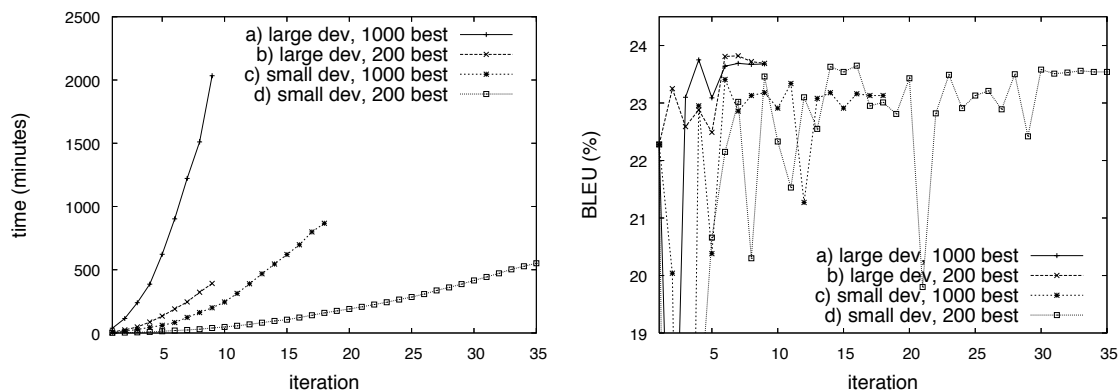 2500
2000
1500
1000
500
0
5
10
15
20
25
30
35
time (minutes)
iteration
a) large dev, 1000 best
b) large dev, 200 best
c) small dev, 1000 best
d) small dev, 200 best
24
23
22
21
20
19
5
10
15
20
25
30
35
BLEU (%)
iteration
a) large dev, 1000 best
b) large dev, 200 best
c) small dev, 1000 best
d) small dev, 200 best